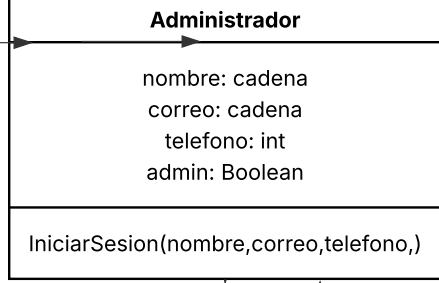 Administrador
nombre: cadena
correo: cadena
telefono: int
admin: Boolean
IniciarSesion(nombre,correo,telefono,)